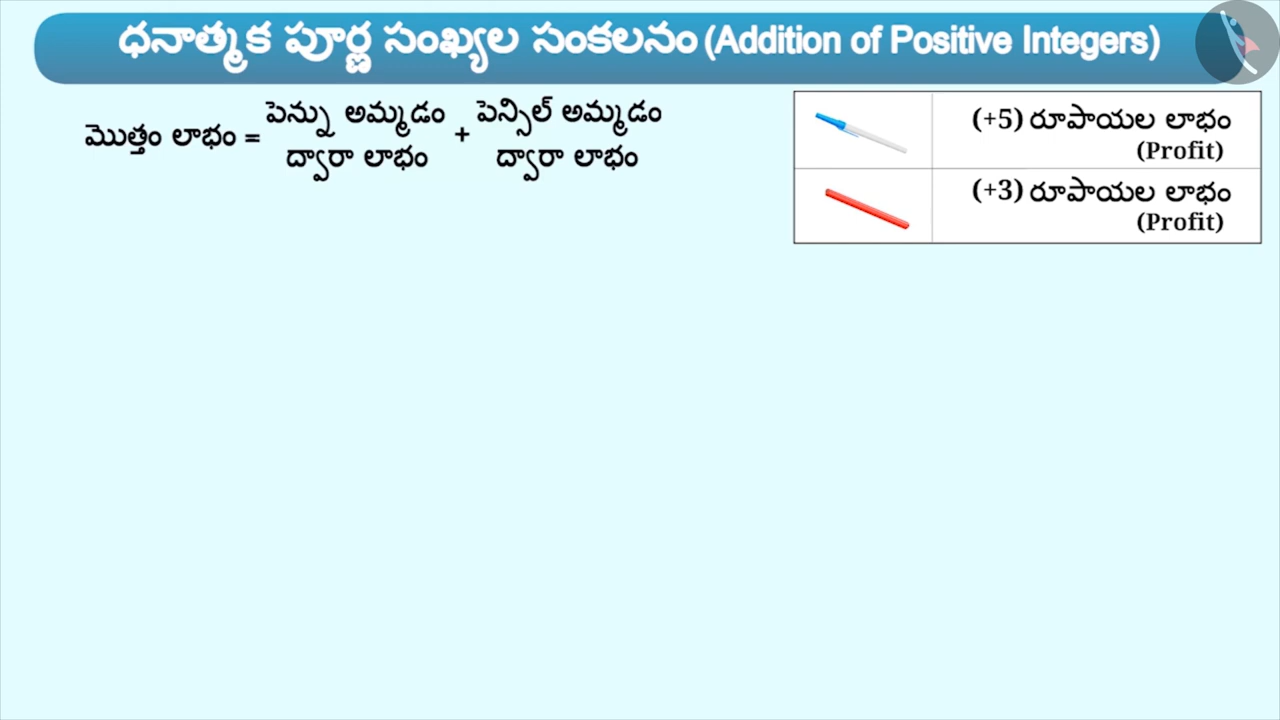 ధనాత్మక పూర్ణ సంఖ్యల సంకలనం (Addition of Positive Integers)
మొత్తం లాభం = పెన్ను అమ్మడం ద్వారా లాభం + పెన్సిల్ అమ్మడం ద్వారా లాభం
(+5) రూపాయల లాభం
(Profit)
(+3) రూపాయల లాభం
(Profit)